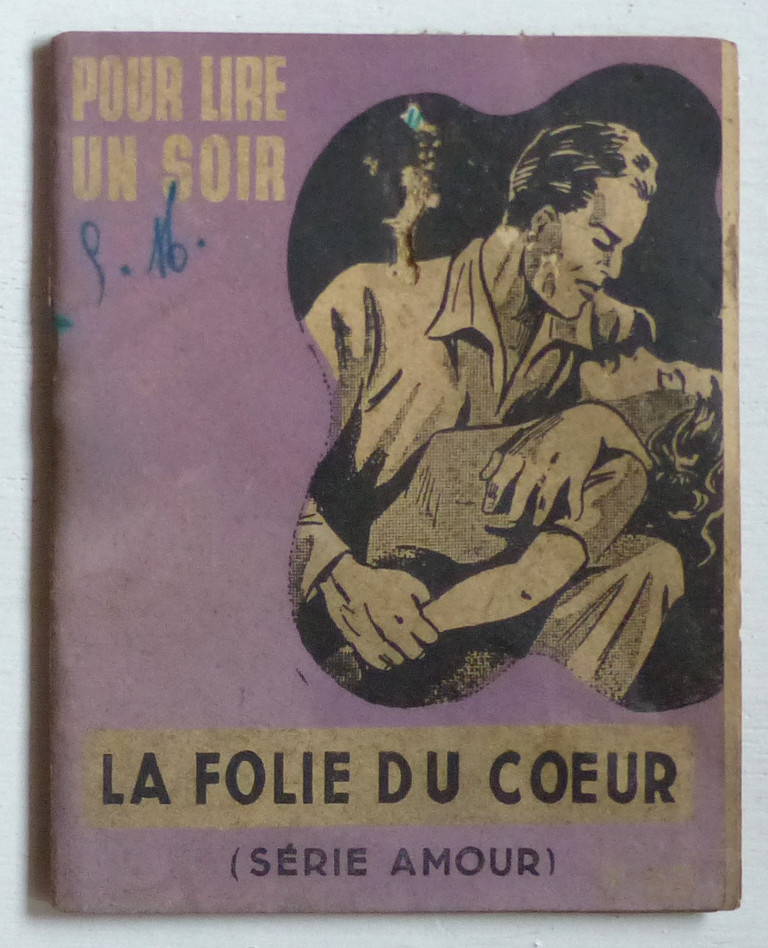 POUR LIRE
UN SOIR
LA FOLIE DU COEUR
(SÉRIE AMOUR)